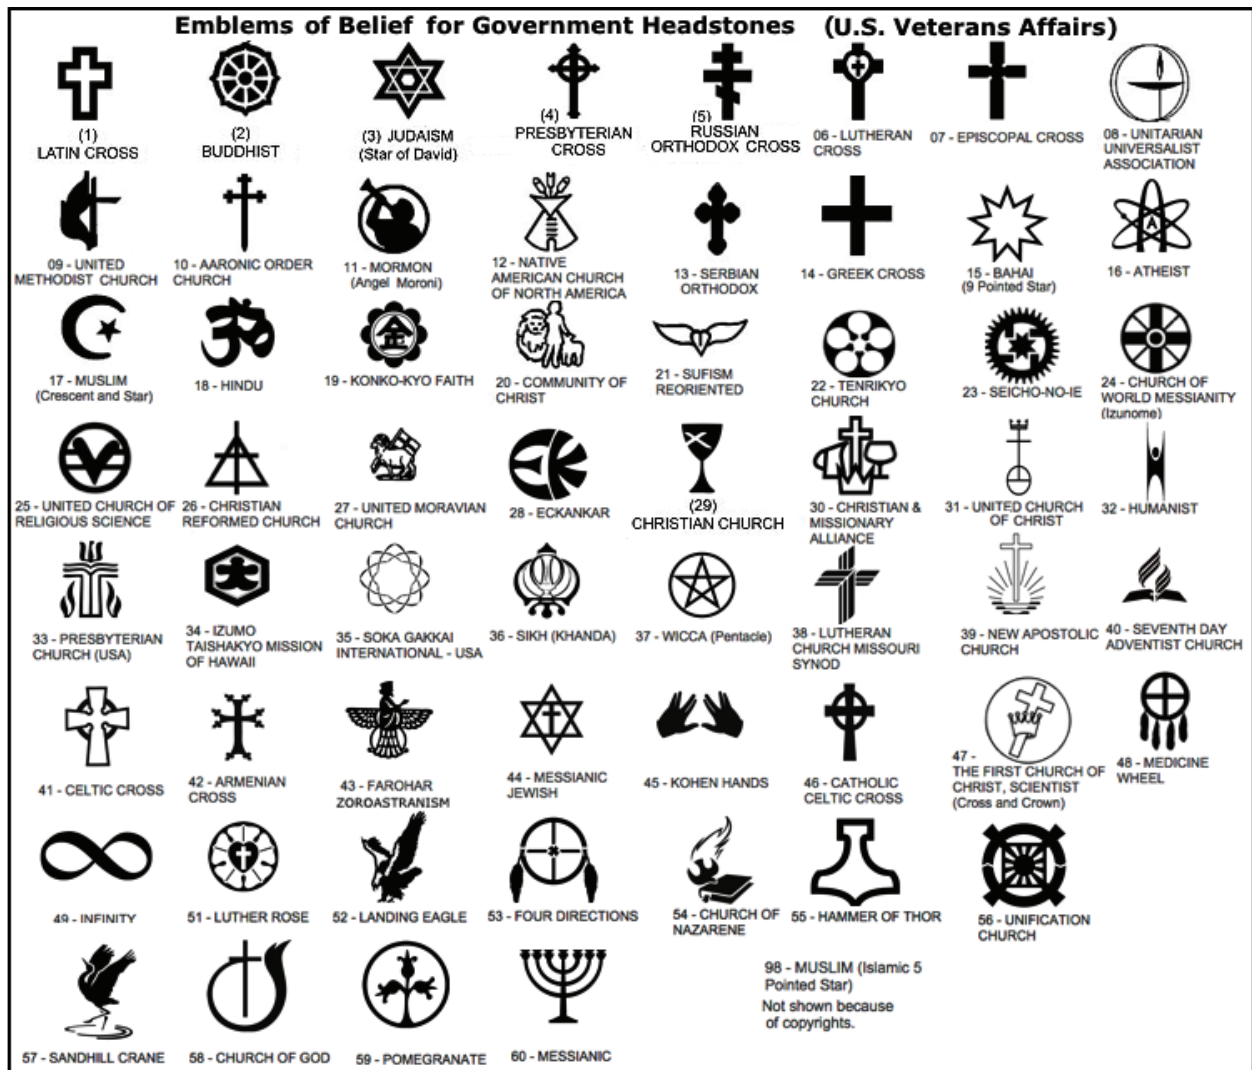 Emblems of Belief for Government Headstones (U.S. Veterans Affairs)
(1)
LATIN CROSS
(2)
BUDDHIST
(3) JUDAISM
(Star of David)
(4)
PRESBYTERIAN
CROSS
(5)
RUSSIAN
ORTHODOX CROSS
06 - LUTHERAN
CROSS
07 - EPISCOPAL CROSS
08 - UNITARIAN
UNIVERSALIST
ASSOCIATION
09 - UNITED
METHODIST CHURCH
10 - AARONIC ORDER
CHURCH
11 - MORMON
(Angel Moroni)
12 - NATIVE
AMERICAN CHURCH
OF NORTH AMERICA
13 - SERBIAN
ORTHODOX
14 - GREEK CROSS
15 - BAHAI
(9 Pointed Star)
A
16 - ATHEIST
17 - MUSLIM
(Crescent and Star)
18 - HINDU
金
19 - KONKO-KYO FAITH
20 - COMMUNITY OF
CHRIST
21 - SUFISM
REORIENTED
22 - TENRIKYO
CHURCH
23 - SEICHO-NO-IE
24 - CHURCH OF
WORLD MESSIANITY
(Izunome)
25 - UNITED CHURCH OF
RELIGIOUS SCIENCE
26 - CHRISTIAN
REFORMED CHURCH
27 - UNITED MORAVIAN
CHURCH
28 - ECKANKAR
(29)
CHRISTIAN CHURCH
30 - CHRISTIAN &
MISSIONARY
ALLIANCE
31 - UNITED CHURCH
OF CHRIST
32 - HUMANIST
33 - PRESBYTERIAN
CHURCH (USA)
34 - IZUMO
TAISHAKYO MISSION
OF HAWAII
35 - SOKA GAKKAI
INTERNATIONAL - USA
36 - SIKH (KHANDA)
37 - WICCA (Pentacle)
38 - LUTHERAN
CHURCH MISSOURI
SYNOD
39 - NEW APOSTOLIC
CHURCH
40 - SEVENTH DAY
ADVENTIST CHURCH
41 - CELTIC CROSS
42 - ARMENIAN
CROSS
43 - FAROHAR
ZOROASTRANISM
44 - MESSIANIC
JEWISH
45 - KOHEN HANDS
46 - CATHOLIC
CELTIC CROSS
47 -
THE FIRST CHURCH OF
CHRIST, SCIENTIST
(Cross and Crown)
48 - MEDICINE
WHEEL
49 - INFINITY
51 - LUTHER ROSE
52 - LANDING EAGLE
53 - FOUR DIRECTIONS
54 - CHURCH OF
NAZARENE
55 - HAMMER OF THOR
56 - UNIFICATION
CHURCH
57 - SANDHILL CRANE
58 - CHURCH OF GOD
59 - POMEGRANATE
60 - MESSIANIC
98 - MUSLIM (Islamic 5
Pointed Star)
Not shown because
of copyrights.